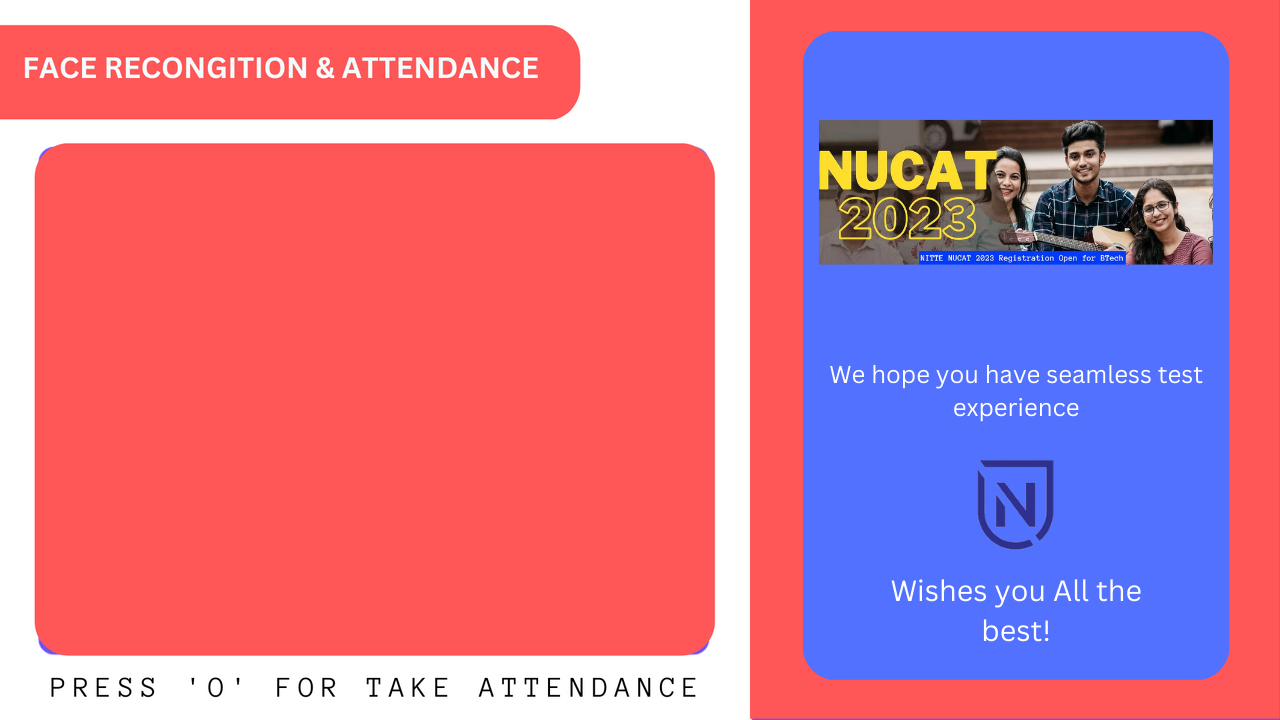 FACE RECONGITION & ATTENDANCE
PRESS 'O' FOR TAKE ATTENDANCE
NUCAT
2023
NITTE NUCAT 2023 Registration Open for BTech
We hope you have seamless test
experience
N
Wishes you All the
best!